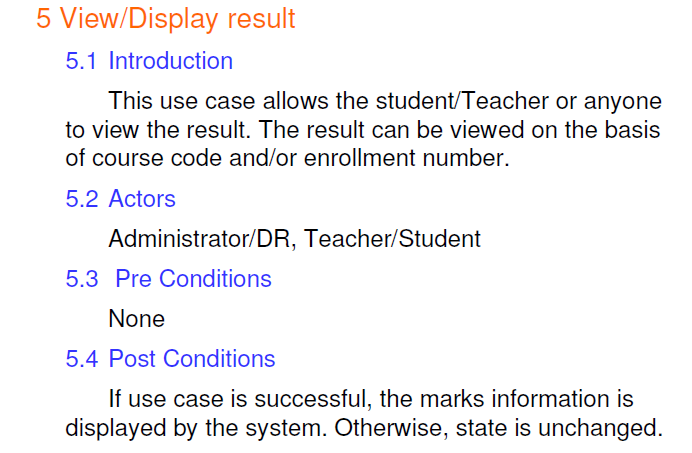 5 View/Display result
5.1 Introduction
This use case allows the student/Teacher or anyone
to view the result. The result can be viewed on the basis
of course code and/or enrollment number.
5.2 Actors
Administrator/DR, Teacher/Student
5.3 Pre Conditions
None
5.4 Post Conditions
If use case is successful, the marks information is
displayed by the system. Otherwise, state is unchanged.